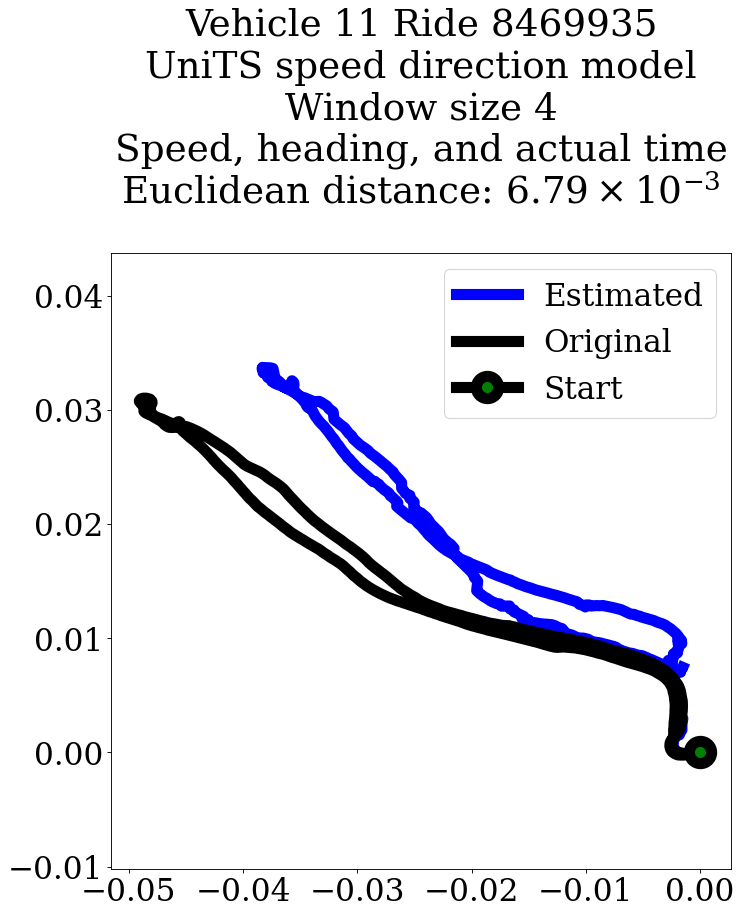 Vehicle 11 Ride 8469935
UniTS speed direction model
Window size 4
Speed, heading, and actual time
Euclidean distance: 6.79 × 10⁻³
Estimated
Original
Start
0.04
0.03
0.02
0.01
0.00
−0.01
−0.05 −0.04 −0.03 −0.02 −0.01 0.00